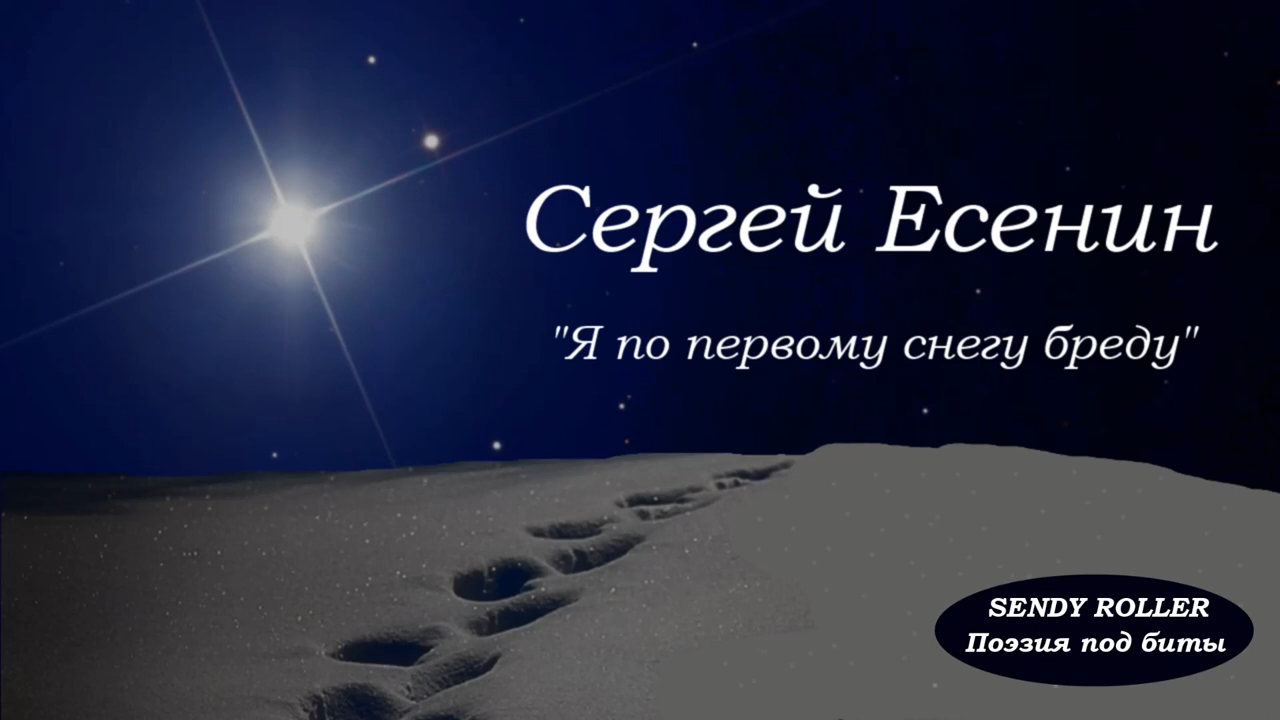 Сергей Есенин
"Я по первому снегу бреду"
SENDY ROLLER
Поэзия под биты